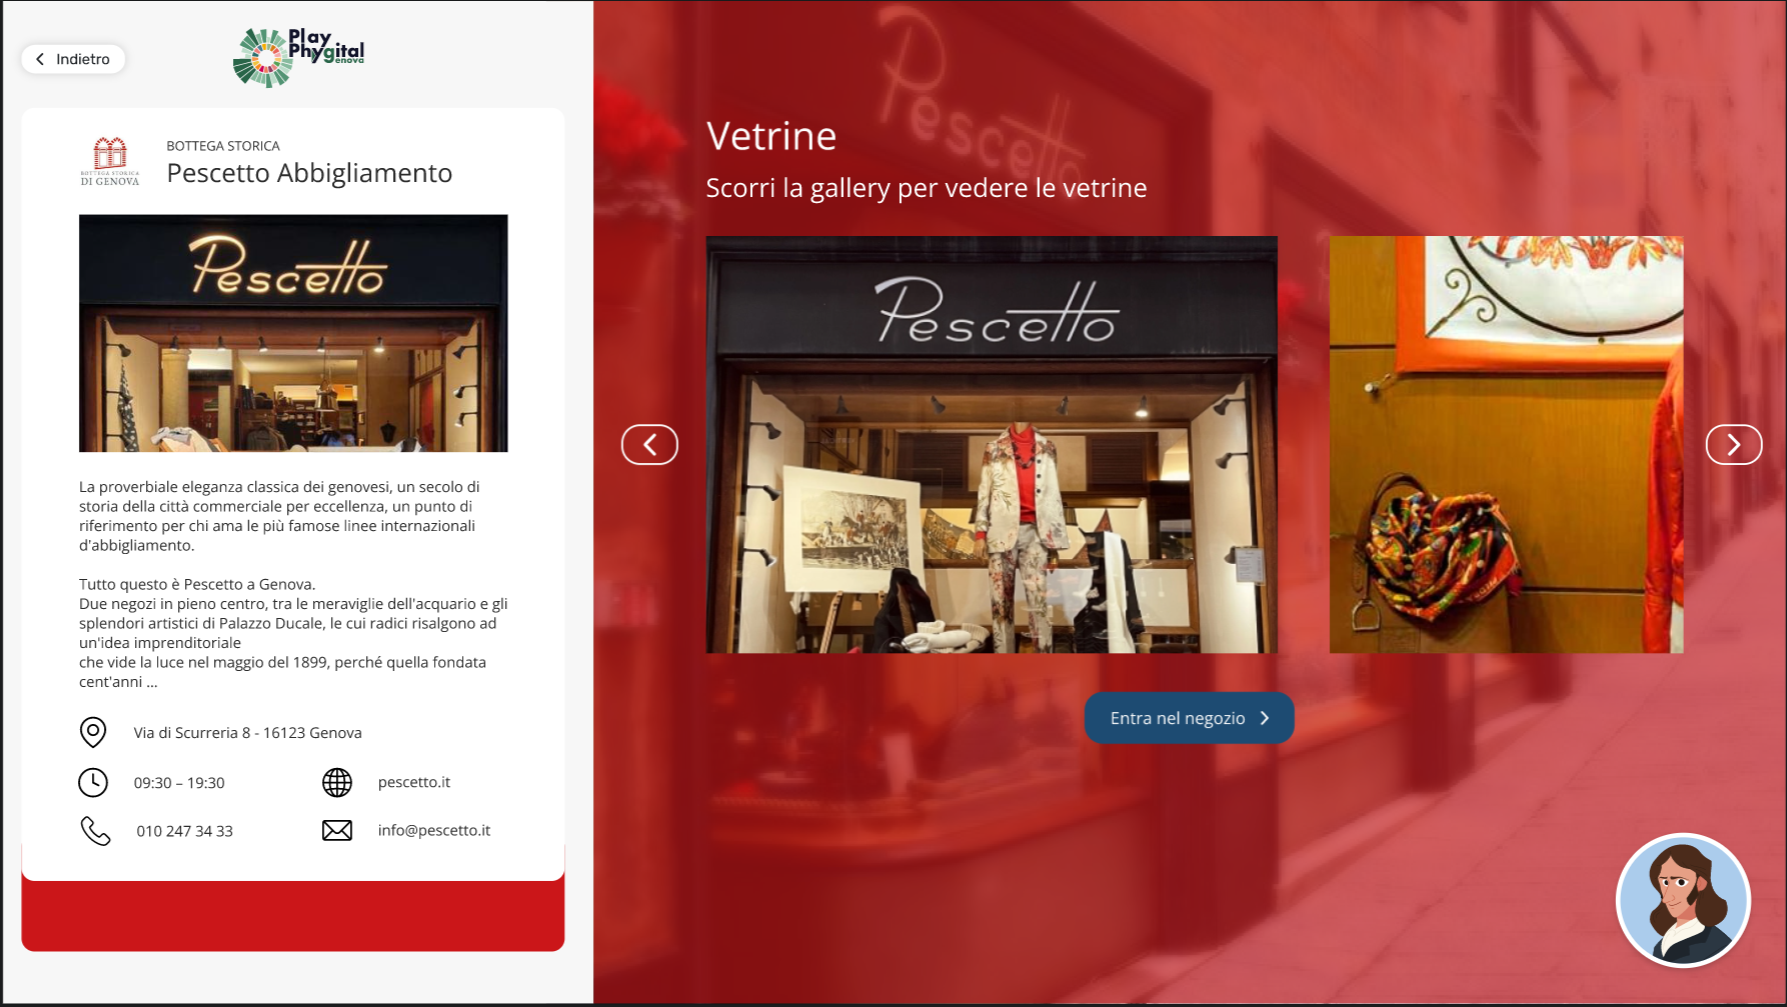 Indietro
Play
Phygital
enova
BOTTEGA STORICA
DI GENOVA
BOTTEGA STORICA
Pescetto Abbigliamento
Pescetto
La proverbiale eleganza classica dei genovesi, un secolo di
storia della città commerciale per eccellenza, un punto di
riferimento per chi ama le più famose linee internazionali
d'abbigliamento.
Tutto questo è Pescetto a Genova.
Due negozi in pieno centro, tra le meraviglie dell'acquario e gli
splendori artistici di Palazzo Ducale, le cui radici risalgono ad
un'idea imprenditoriale
che vide la luce nel maggio del 1899, perché quella fondata
cent'anni ...
Via di Scurreria 8 - 16123 Genova
09:30 – 19:30
pescetto.it
010 247 34 33
info@pescetto.it
Pescetto
Vetrine
Scorri la gallery per vedere le vetrine
Pescetto
Entra nel negozio